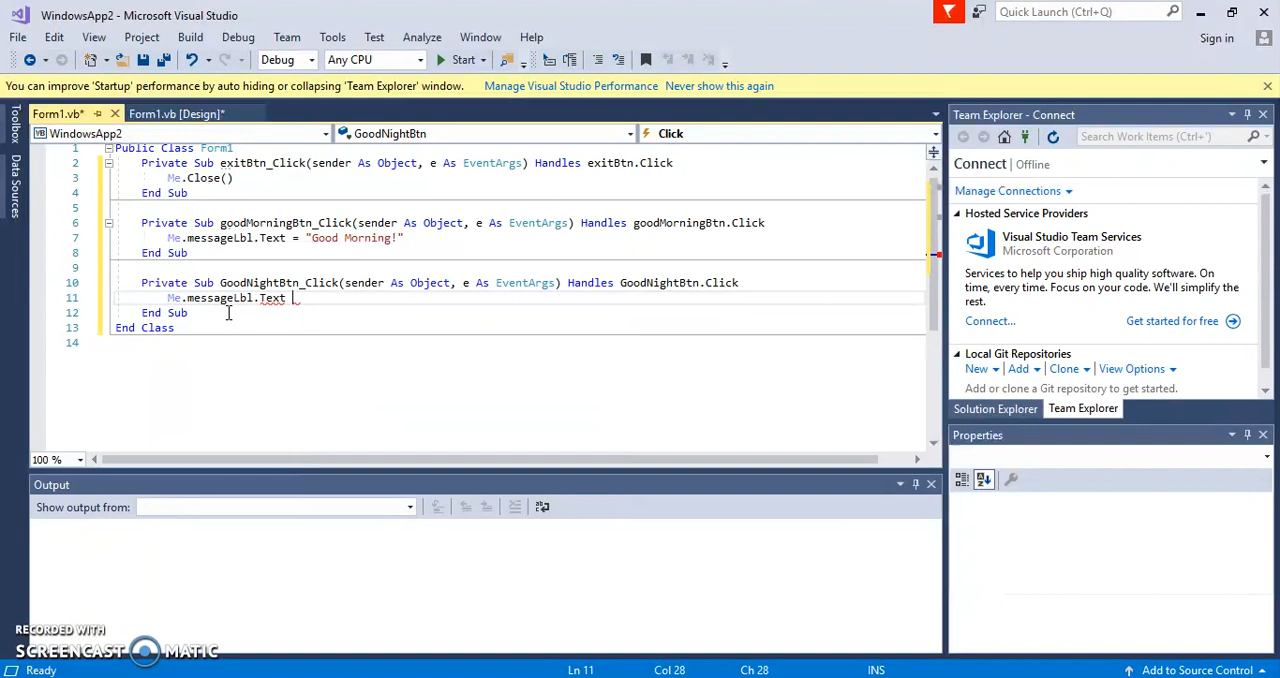 WindowsApp2 - Microsoft Visual Studio
Quick Launch (Ctrl+Q)
File Edit View Project Build Debug Team Tools Test Analyze Window Help
Sign in
Debug Any CPU Start
You can improve 'Startup' performance by auto hiding or collapsing 'Team Explorer' window. Manage Visual Studio Performance Never show this again
Toolbox
Data Sources
Form1.vb* Form1.vb [Design]*
VB WindowsApp2 GoodNightBtn Click
1 Public Class Form1
2 Private Sub exitBtn_Click(sender As Object, e As EventArgs) Handles exitBtn.Click
3 Me.Close()
4 End Sub
5
6 Private Sub goodMorningBtn_Click(sender As Object, e As EventArgs) Handles goodMorningBtn.Click
7 Me.messageLbl.Text = "Good Morning!"
8 End Sub
9
10 Private Sub GoodNightBtn_Click(sender As Object, e As EventArgs) Handles GoodNightBtn.Click
11 Me.messageLbl.Text
12 End Sub
13 End Class
14
100 %
Team Explorer - Connect
Search Work Items (Ctrl+')
Connect | Offline
Manage Connections
Hosted Service Providers
Visual Studio Team Services
Microsoft Corporation
Services to help you ship high quality software. On
time, every time. Focus on your code. We'll simplify the
rest.
Connect... Get started for free
Local Git Repositories
New Add Clone View Options
Add or clone a Git repository to get started.
Solution Explorer Team Explorer
Properties
Output
Show output from:
RECORDED WITH
SCREENCAST MATIC
Ready Ln 11 Col 28 Ch 28 INS Add to Source Control